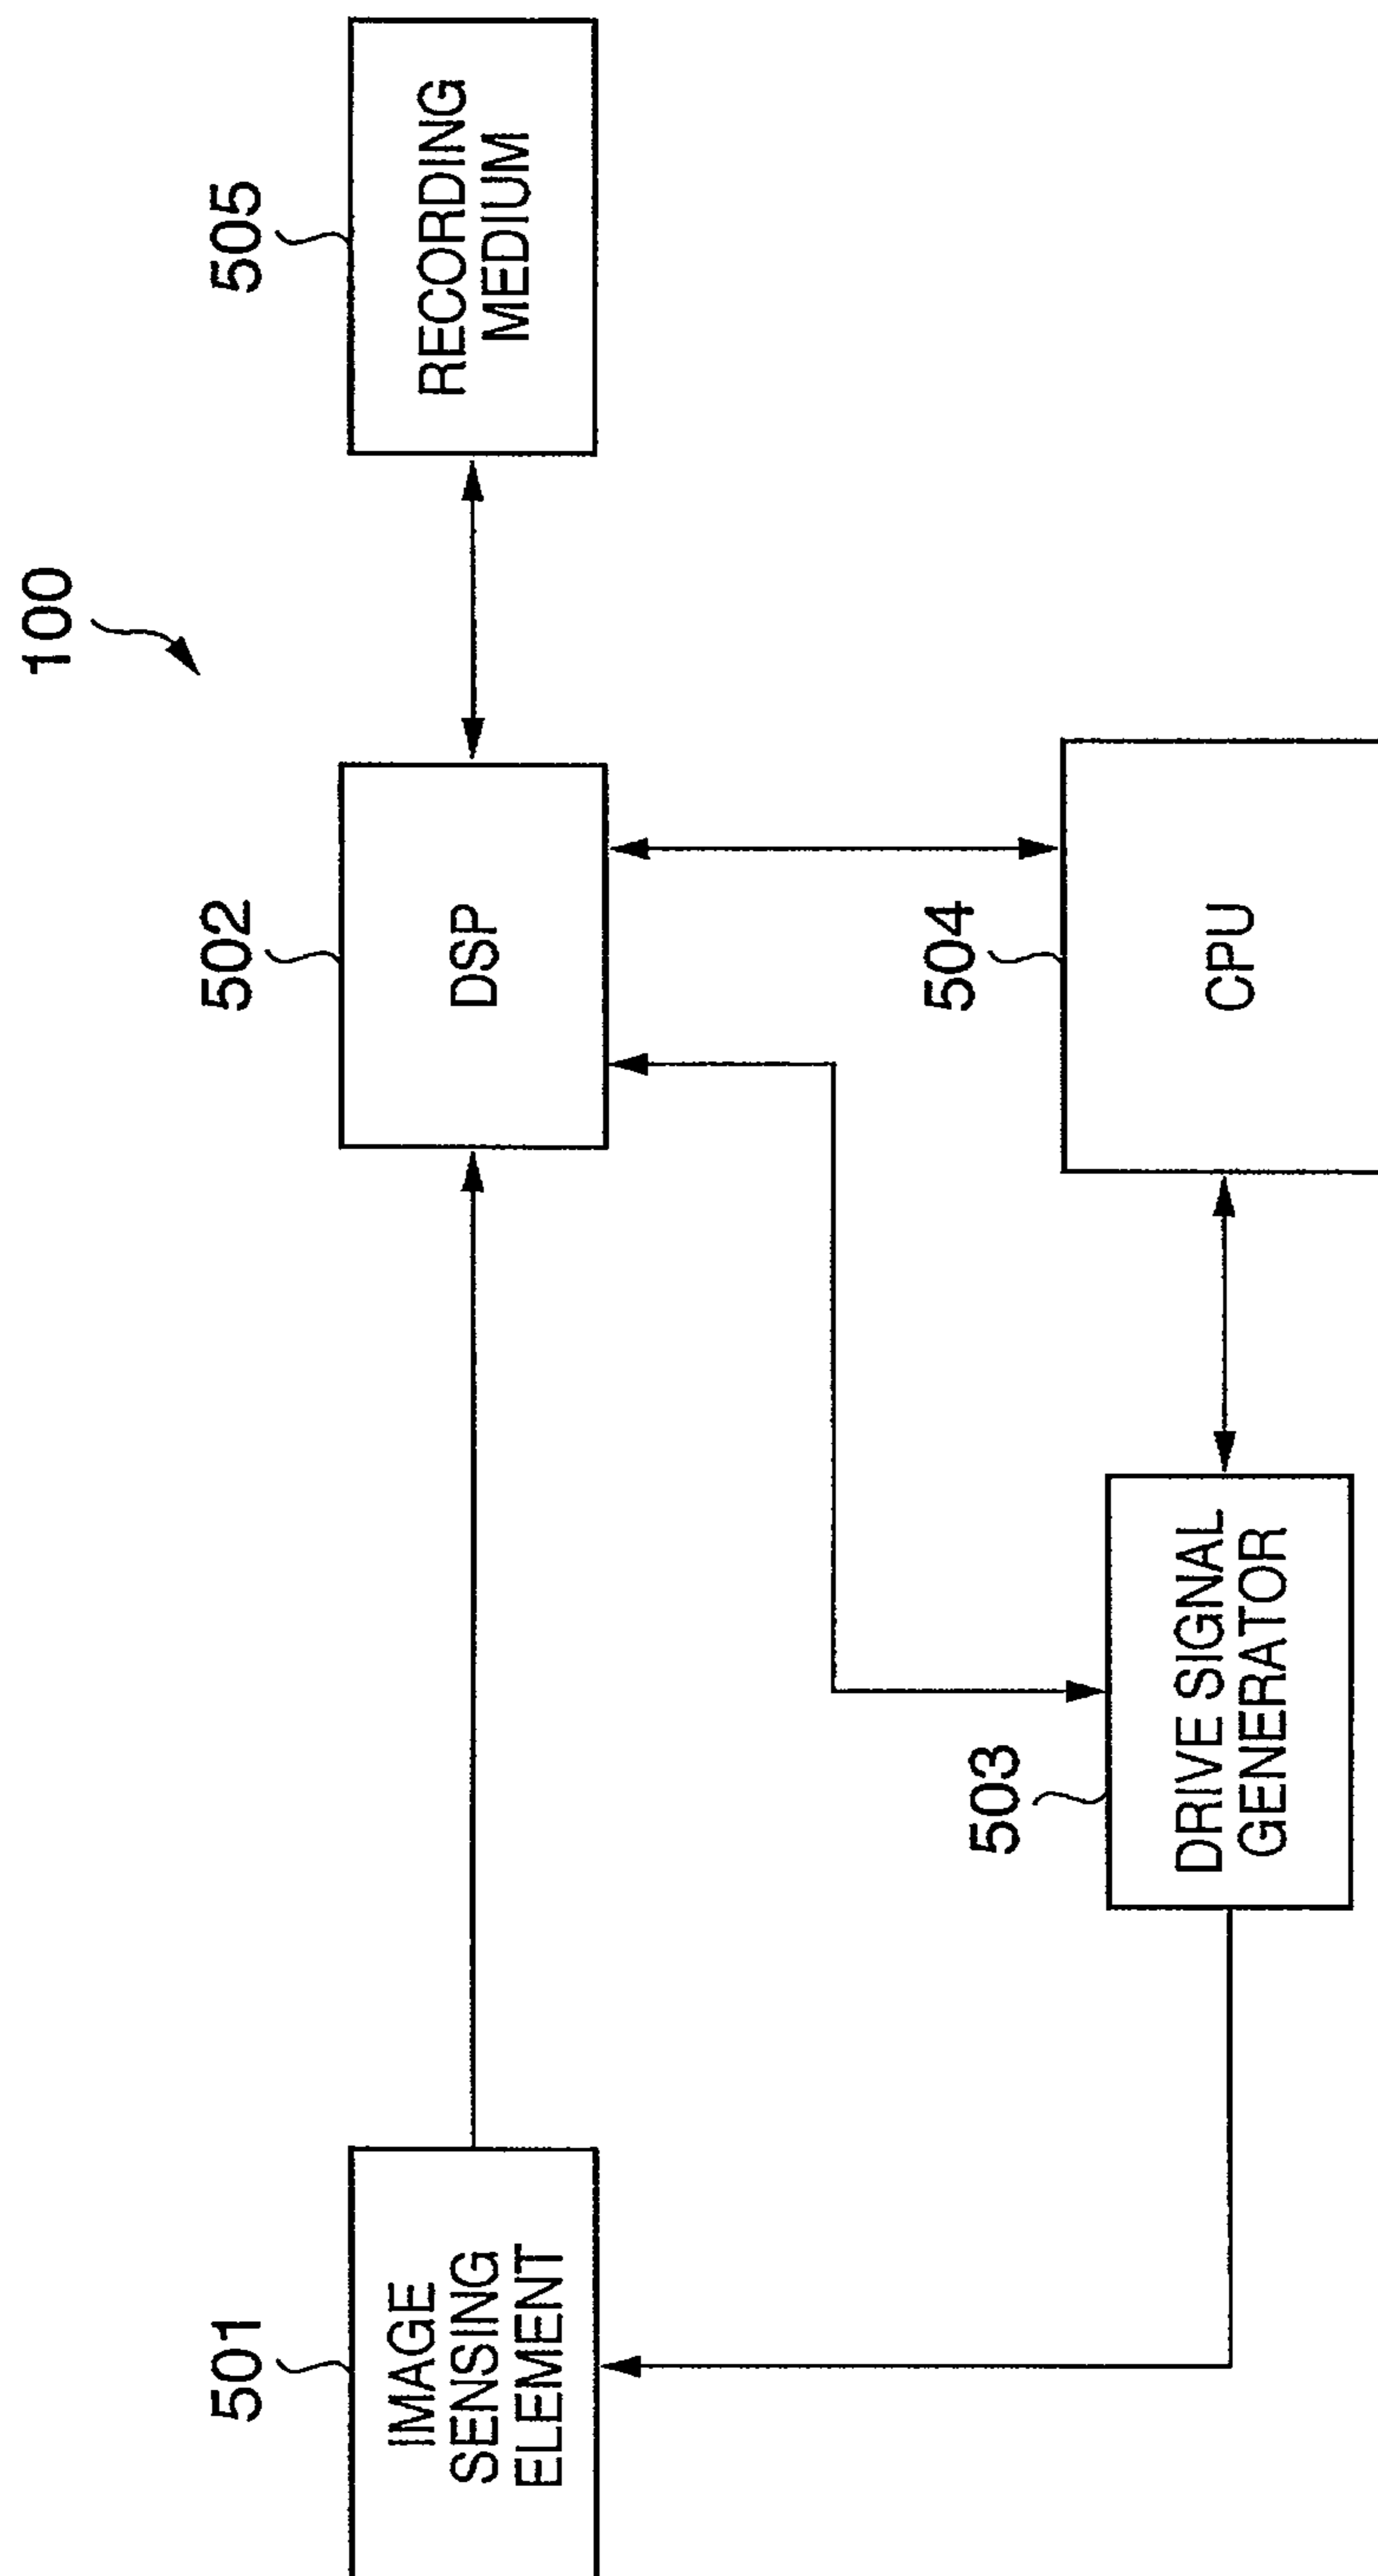 100
501
IMAGE
SENSING
ELEMENT
502
DSP
505
RECORDING
MEDIUM
503
DRIVE SIGNAL
GENERATOR
504
CPU